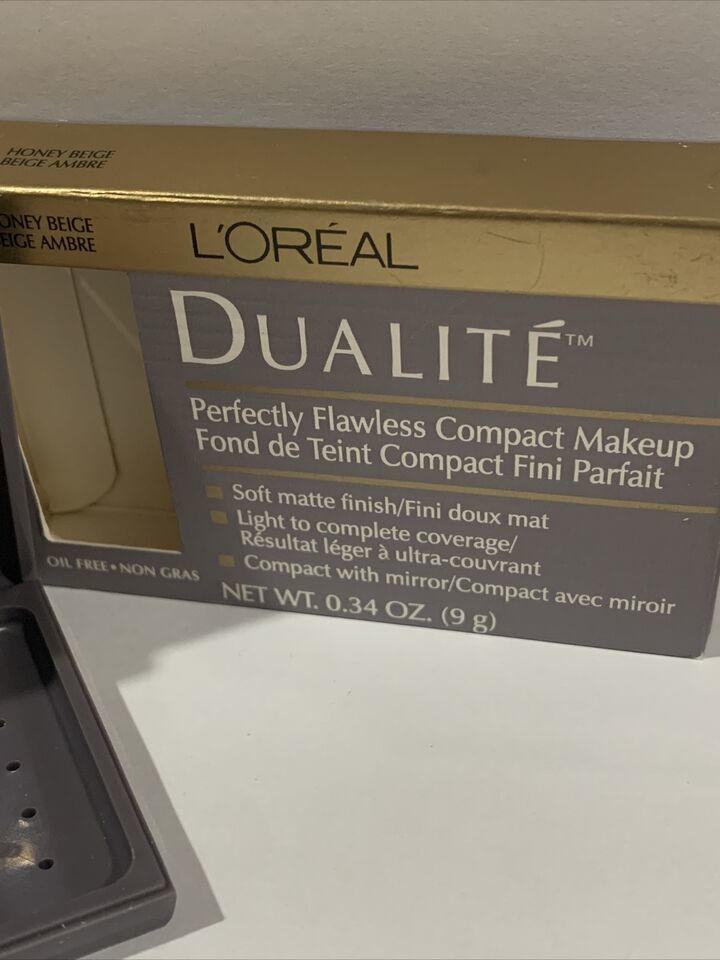 HONEY BEIGE
BEIGE AMBRE
ONEY BEIGE
EIGE AMBRE
L'ORÉAL
DUALITÉ™
Perfectly Flawless Compact Makeup
Fond de Teint Compact Fini Parfait
Soft matte finish/Fini doux mat
Light to complete coverage/
Résultat léger à ultra-couvrant
Compact with mirror/Compact avec miroir
OIL FREE • NON GRAS
NET WT. 0.34 OZ. (9 g)